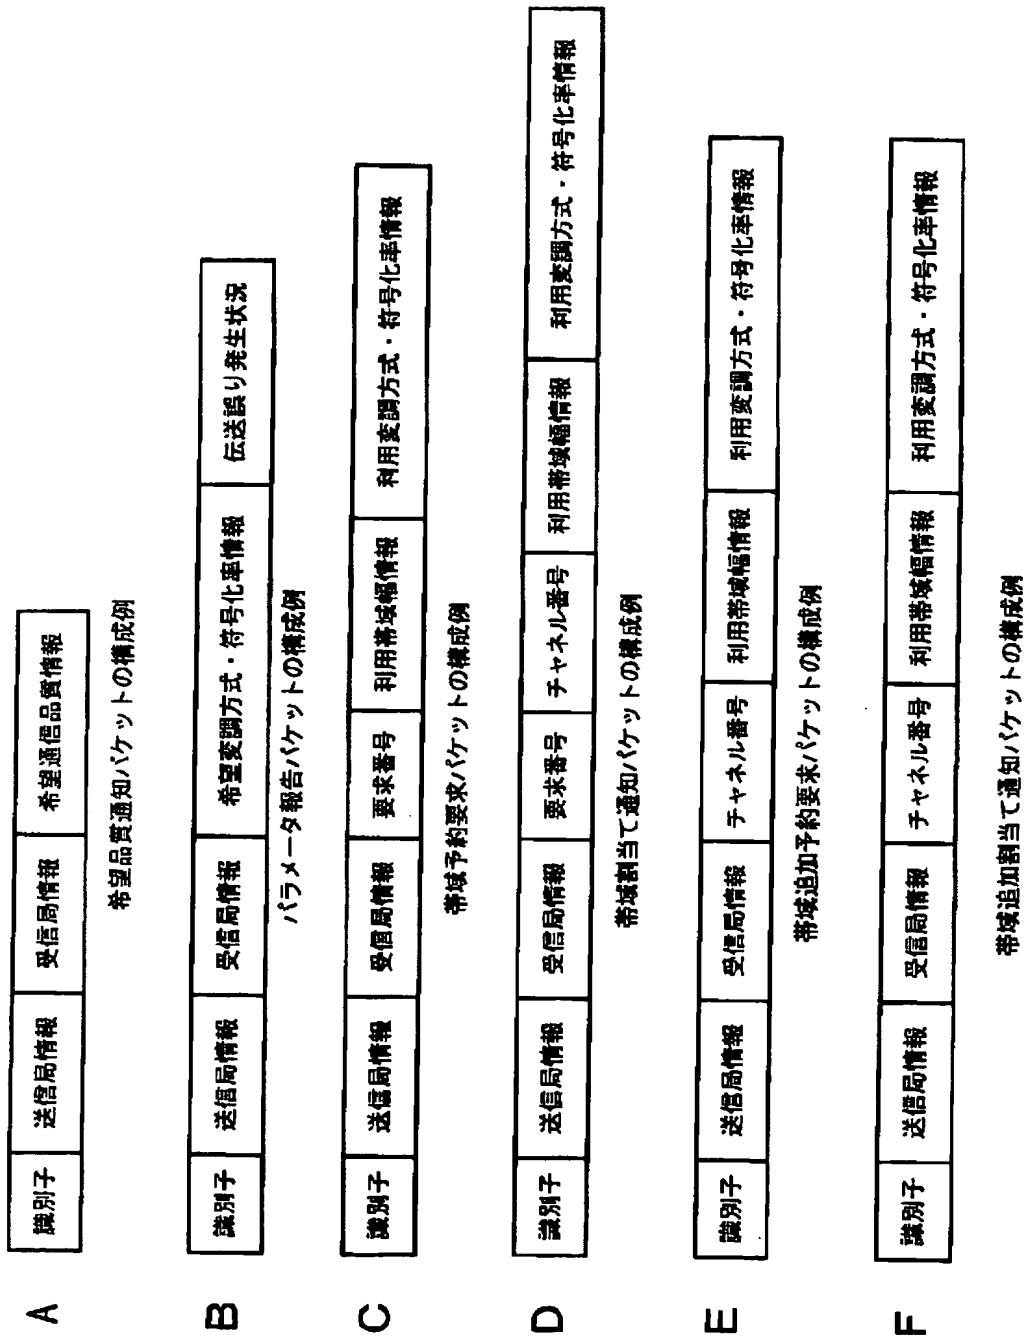 A
識別子 送信局情報 受信局情報 希望通信品質情報
希望品質通知パケットの構成例
B
識別子 送信局情報 受信局情報 希望変調方式・符号化率情報 伝送誤り発生状況
パラメータ報告パケットの構成例
C
識別子 送信局情報 受信局情報 要求番号 利用帯域幅情報 利用変調方式・符号化率情報
帯域予約要求パケットの構成例
D
識別子 送信局情報 受信局情報 要求番号 チャネル番号 利用帯域幅情報 利用変調方式・符号化率情報
帯域割当て通知パケットの構成例
E
識別子 送信局情報 受信局情報 チャネル番号 利用帯域幅情報 利用変調方式・符号化率情報
帯域追加予約要求パケットの構成例
F
識別子 送信局情報 受信局情報 チャネル番号 利用帯域幅情報 利用変調方式・符号化率情報
帯域追加割当て通知パケットの構成例